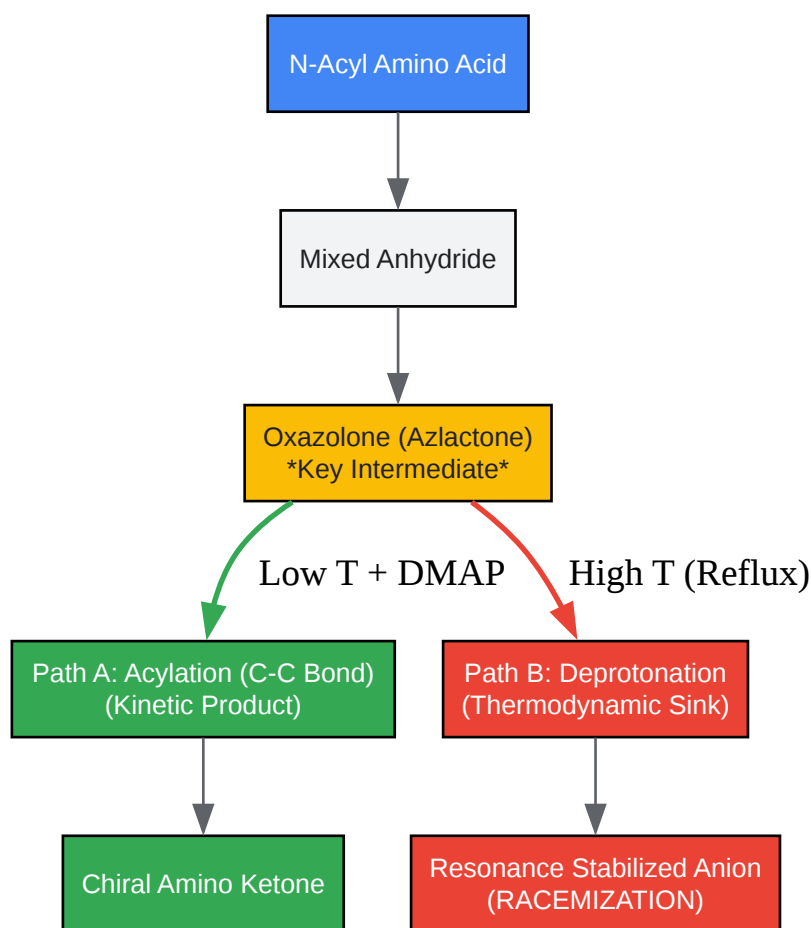 N-Acyl Amino Acid
Mixed Anhydride
Oxazolone (Azlactone)
*Key Intermediate*
Low T + DMAP
High T (Reflux)
Path A: Acylation (C-C Bond)
(Kinetic Product)
Path B: Deprotonation
(Thermodynamic Sink)
Chiral Amino Ketone
Resonance Stabilized Anion
(RACEMIZATION)